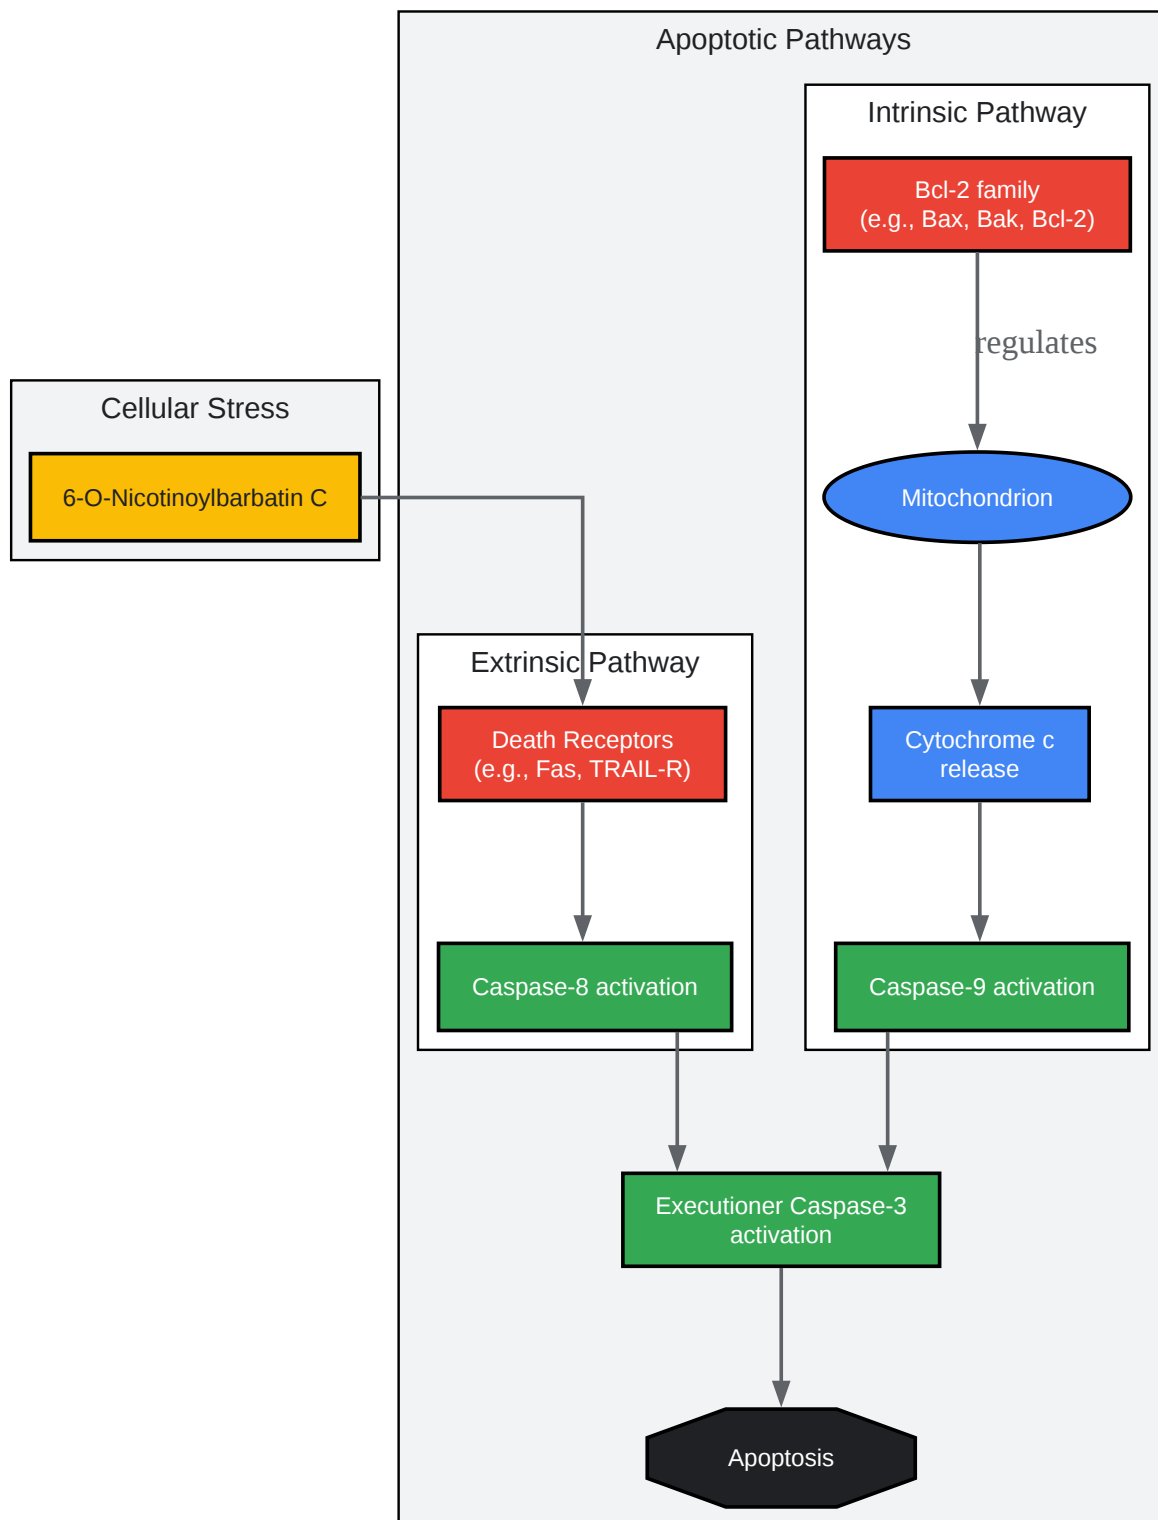 Apoptotic Pathways
Intrinsic Pathway
Bcl-2 family
(e.g., Bax, Bak, Bcl-2)
regulates
Cellular Stress
6-O-Nicotinoylbarbatin C
Mitochondrion
Extrinsic Pathway
Death Receptors
(e.g., Fas, TRAIL-R)
Cytochrome c
release
Caspase-8 activation
Caspase-9 activation
Executioner Caspase-3
activation
Apoptosis